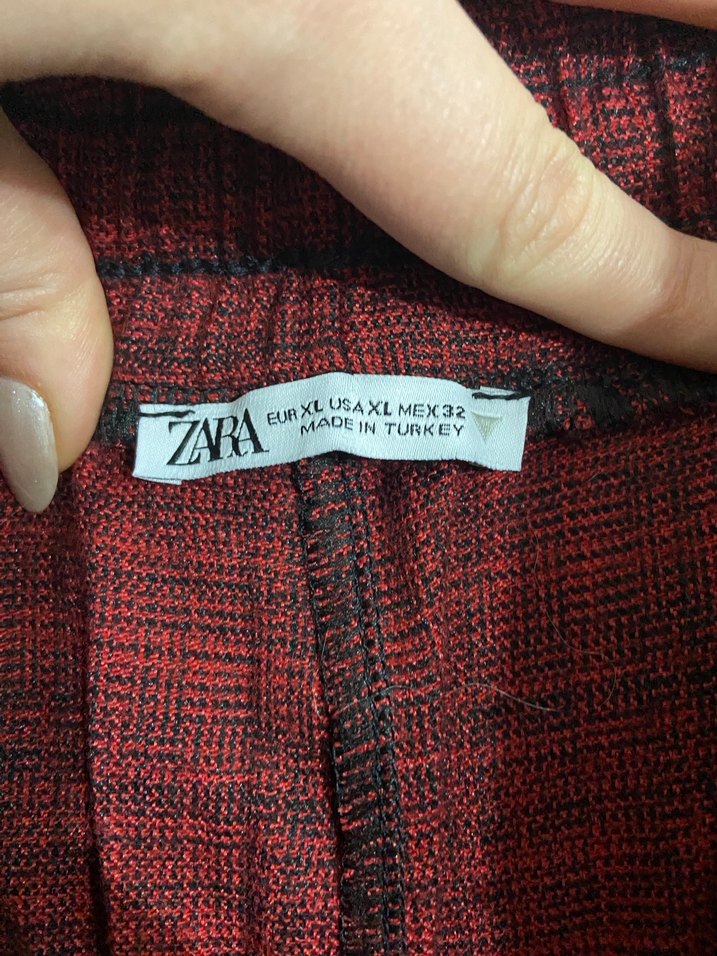 ZARA
EUR XL USA XL MEX 32
MADE IN TURKEY